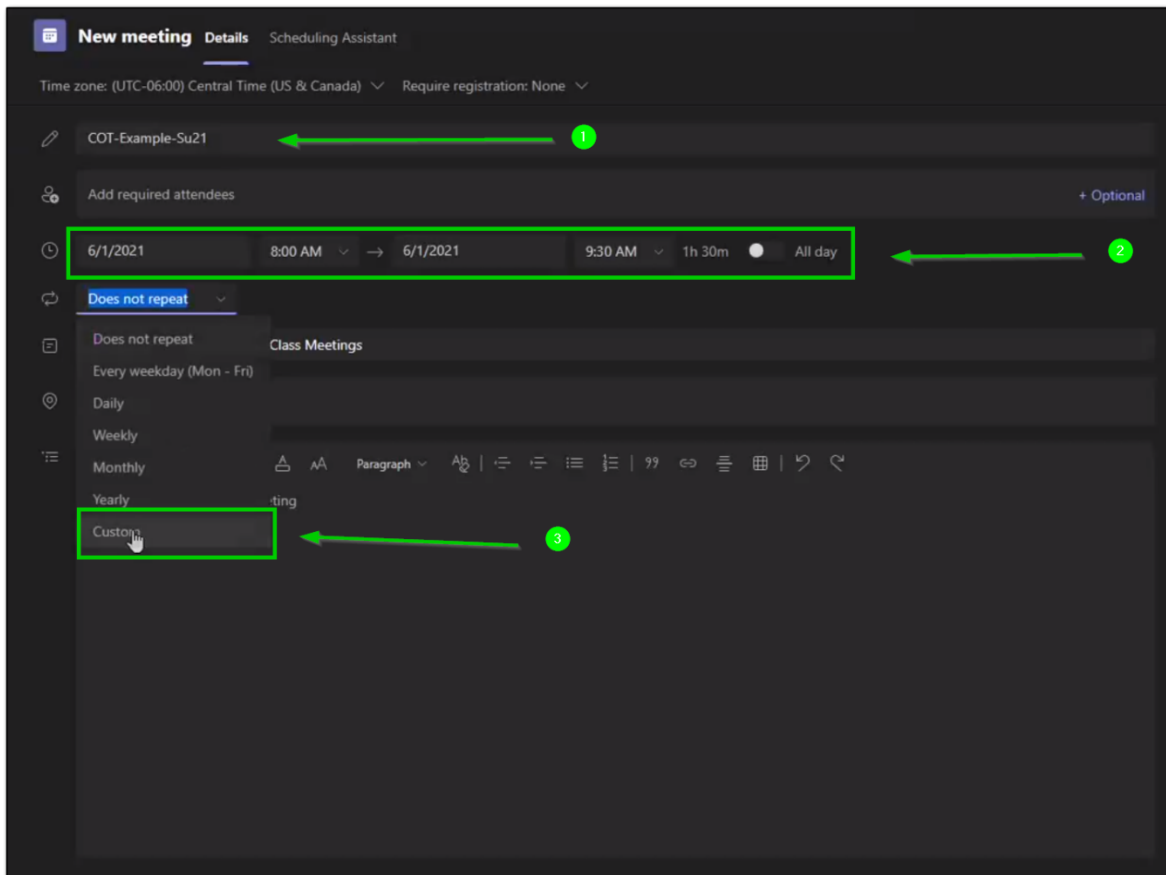 New meeting Details Scheduling Assistant
Time zone: (UTC-06:00) Central Time (US & Canada) Require registration: None
COT-Example-Su21 1
Add required attendees + Optional
6/1/2021 8:00 AM → 6/1/2021 9:30 AM 1h 30m All day 2
Does not repeat
Does not repeat
Class Meetings
Every weekday (Mon - Fri)
Daily
Weekly
Monthly
Paragraph
Yearly
ting
Custom
3